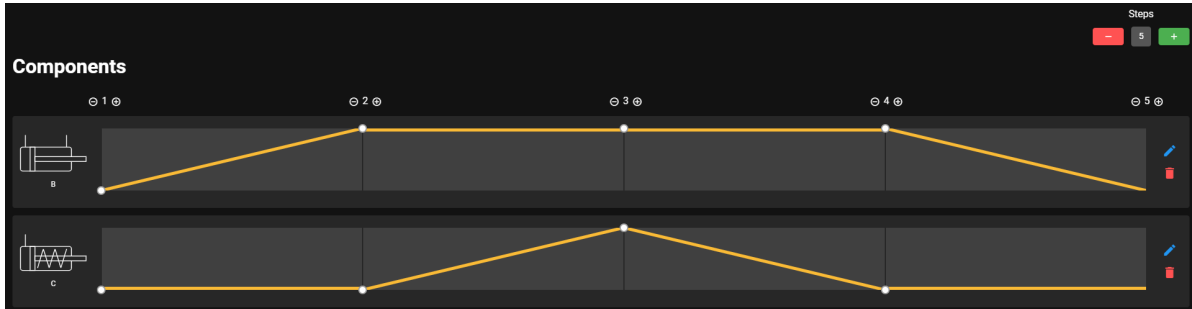 Steps
− 5 +
Components
⊖ 1 ⊕ ⊖ 2 ⊕ ⊖ 3 ⊕ ⊖ 4 ⊕ ⊖ 5 ⊕
B
C